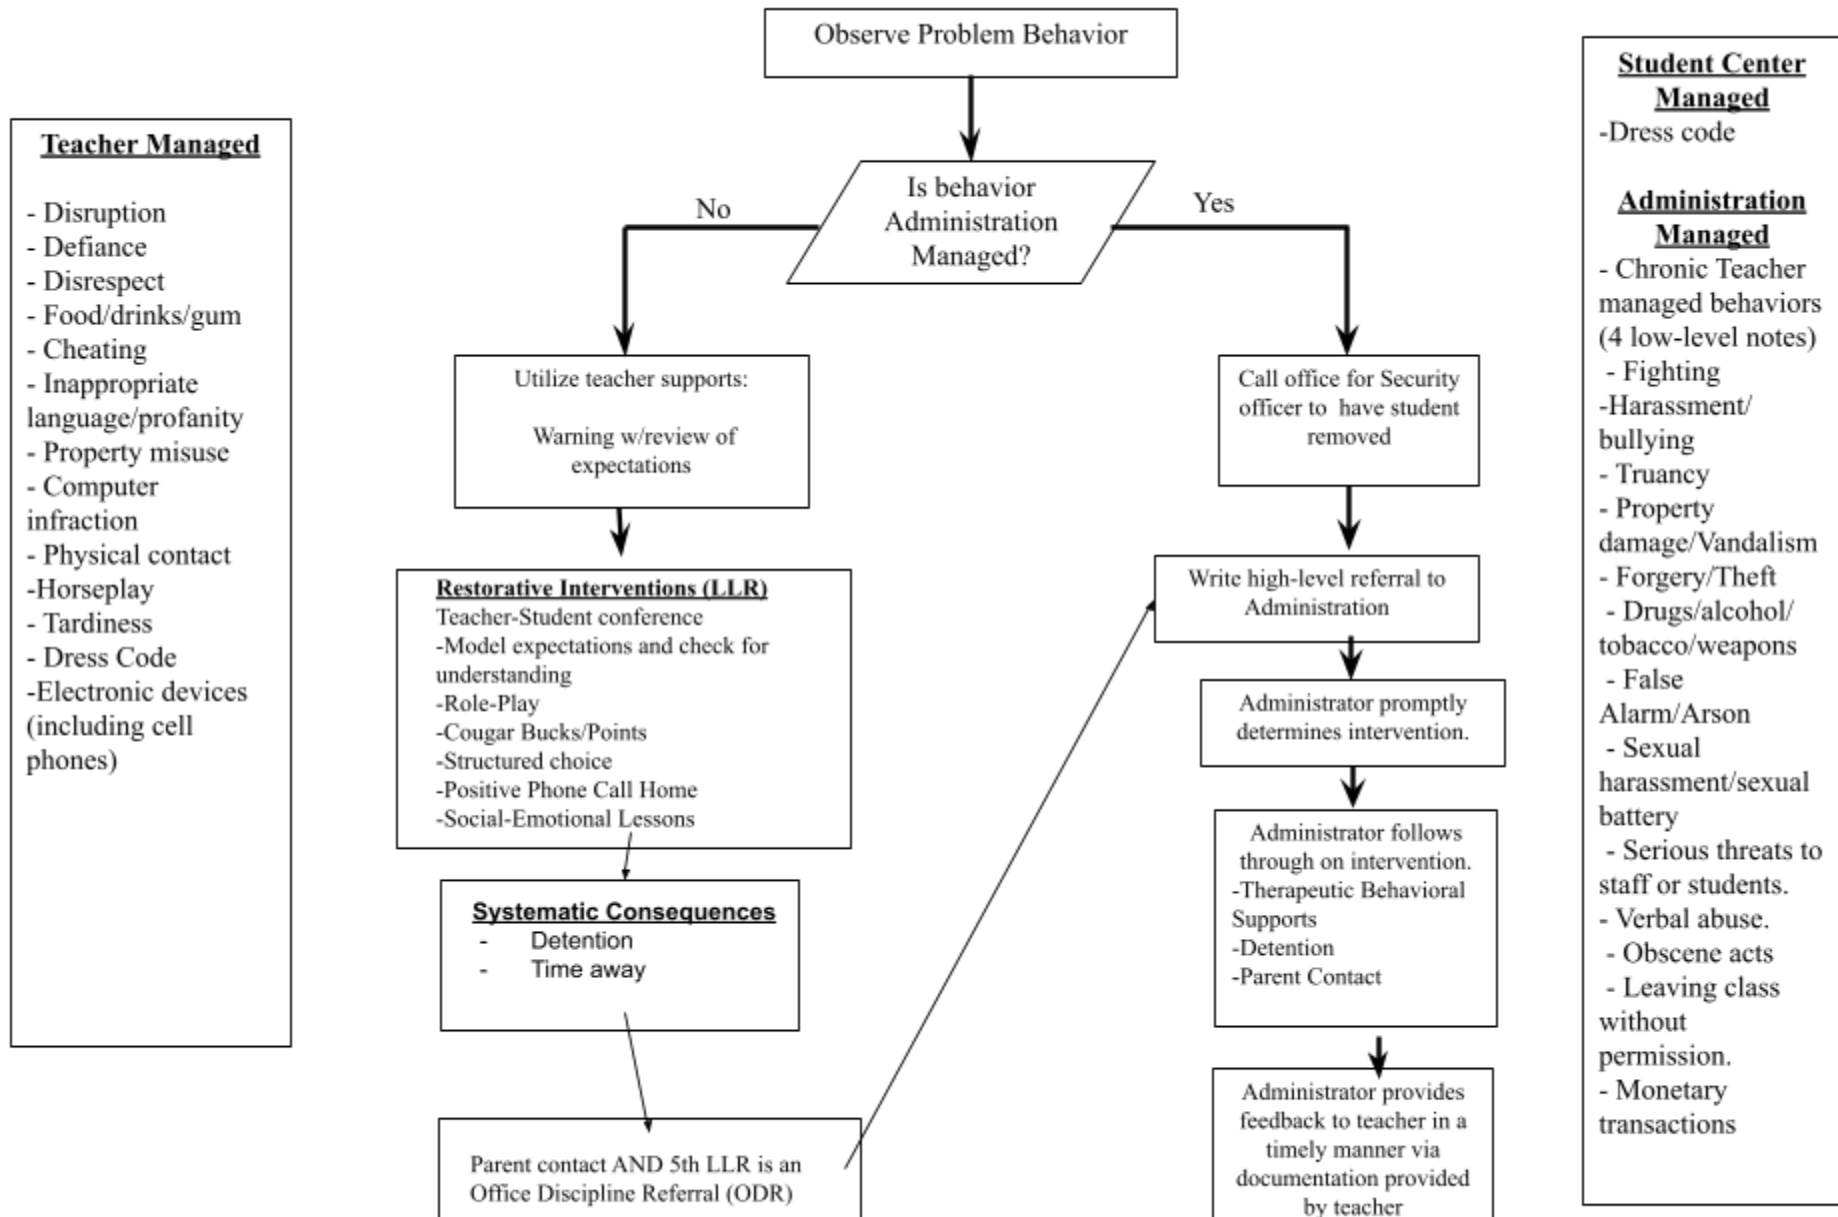 Observe Problem Behavior
Teacher Managed
- Disruption
- Defiance
- Disrespect
- Food/drinks/gum
- Cheating
- Inappropriate
language/profanity
- Property misuse
- Computer
infraction
- Physical contact
-Horseplay
- Tardiness
- Dress Code
-Electronic devices
(including cell
phones)
Is behavior
Administration
Managed?
No
Yes
Utilize teacher supports:
Warning w/review of
expectations
Restorative Interventions (LLR)
Teacher-Student conference
-Model expectations and check for
understanding
-Role-Play
-Cougar Bucks/Points
-Structured choice
-Positive Phone Call Home
-Social-Emotional Lessons
Systematic Consequences
- Detention
- Time away
Parent contact AND 5th LLR is an
Office Discipline Referral (ODR)
Call office for Security
officer to have student
removed
Write high-level referral to
Administration
Administrator promptly
determines intervention.
Administrator follows
through on intervention.
-Therapeutic Behavioral
Supports
-Detention
-Parent Contact
Administrator provides
feedback to teacher in a
timely manner via
documentation provided
by teacher
Student Center
Managed
-Dress code
Administration
Managed
- Chronic Teacher
managed behaviors
(4 low-level notes)
- Fighting
-Harassment/
bullying
- Truancy
- Property
damage/Vandalism
- Forgery/Theft
- Drugs/alcohol/
tobacco/weapons
- False
Alarm/Arson
- Sexual
harassment/sexual
battery
- Serious threats to
staff or students.
- Verbal abuse.
- Obscene acts
- Leaving class
without
permission.
- Monetary
transactions